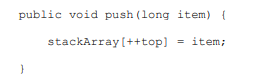 public void push(long item) {
stackArray[++top] = item;
}